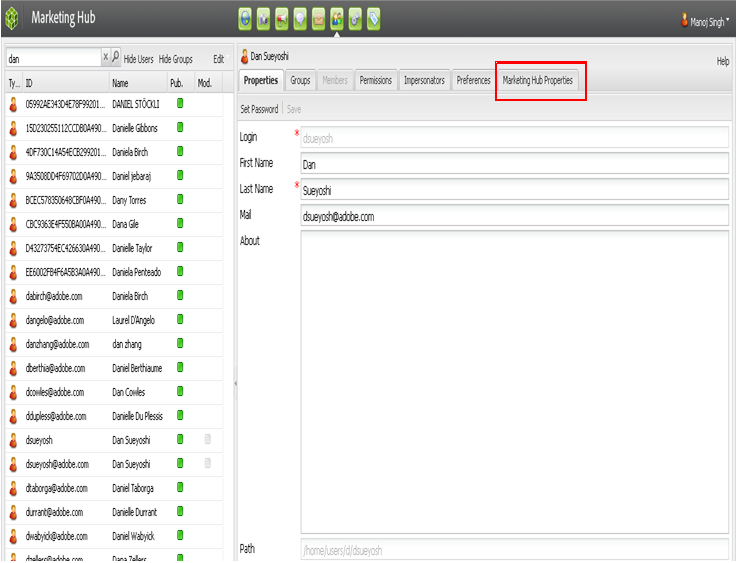 Marketing Hub
Manoj Singh
dan
Hide Users
Hide Groups
Edit
Ty...
ID
Name
Pub.
Mod.
05992AE343D4E78F99201... DANIEL STÖCKLI
15D230255112CCDB0A490... Danielle Gibbons
4DF730C14A54ECB299201... Daniela Birch
9A3508DD4F69702D0A490... Daniel jebaraj
BCEC578350648CBF0A490... Dany Torres
CBC9363E4F550BA00A490... Dana Gile
D43273754EC426630A490... Danielle Taylor
EE6002FB4F6A5B3A0A490... Daniela Penteado
dabirch@adobe.com Daniela Birch
dangelo@adobe.com Laurel D'Angelo
danzhang@adobe.com dan zhang
dberthia@adobe.com Daniel Berthiaume
dcowles@adobe.com Dan Cowles
ddupless@adobe.com Danielle Du Plessis
dsueyosh Dan Sueyoshi
dsueyosh@adobe.com Dan Sueyoshi
dtaborga@adobe.com Daniel Taborga
durrant@adobe.com Daniel Durrant
dwabyick@adobe.com Daniel Wabyick
dzellers@adobe.com Dana Zellers
Dan Sueyoshi
Help
Properties
Groups
Members
Permissions
Impersonators
Preferences
Marketing Hub Properties
Set Password
Save
Login * dsueyosh
First Name Dan
Last Name * Sueyoshi
Mail dsueyosh@adobe.com
About
Path /home/users/d/dsueyosh